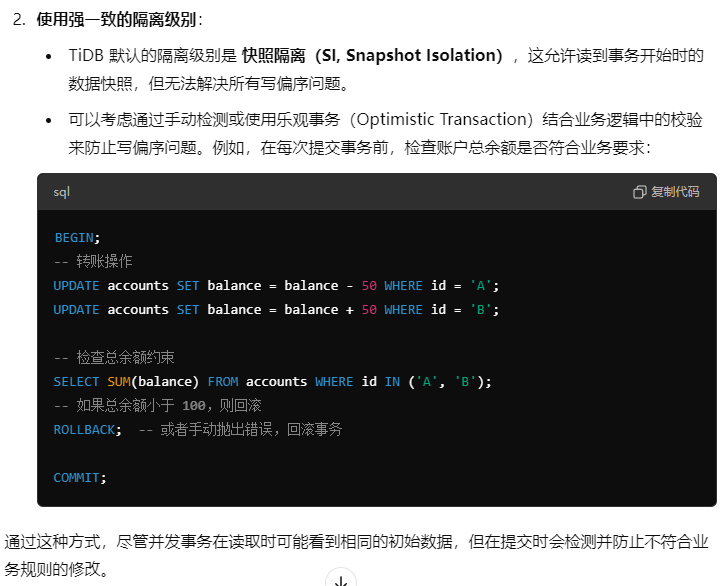 2. 使用强一致的隔离级别：
• TiDB 默认的隔离级别是 快照隔离（SI, Snapshot Isolation），这允许读到事务开始时的
数据快照，但无法解决所有写偏序问题。
• 可以考虑通过手动检测或使用乐观事务（Optimistic Transaction）结合业务逻辑中的校验
来防止写偏序问题。例如，在每次提交事务前，检查账户总余额是否符合业务要求：
sql 复制代码
BEGIN;
-- 转账操作
UPDATE accounts SET balance = balance - 50 WHERE id = 'A';
UPDATE accounts SET balance = balance + 50 WHERE id = 'B';
-- 检查总余额约束
SELECT SUM(balance) FROM accounts WHERE id IN ('A', 'B');
-- 如果总余额小于 100，则回滚
ROLLBACK; -- 或者手动抛出错误，回滚事务
COMMIT;
通过这种方式，尽管并发事务在读取时可能看到相同的初始数据，但在提交时会检测并防止不符合业
务规则的修改。